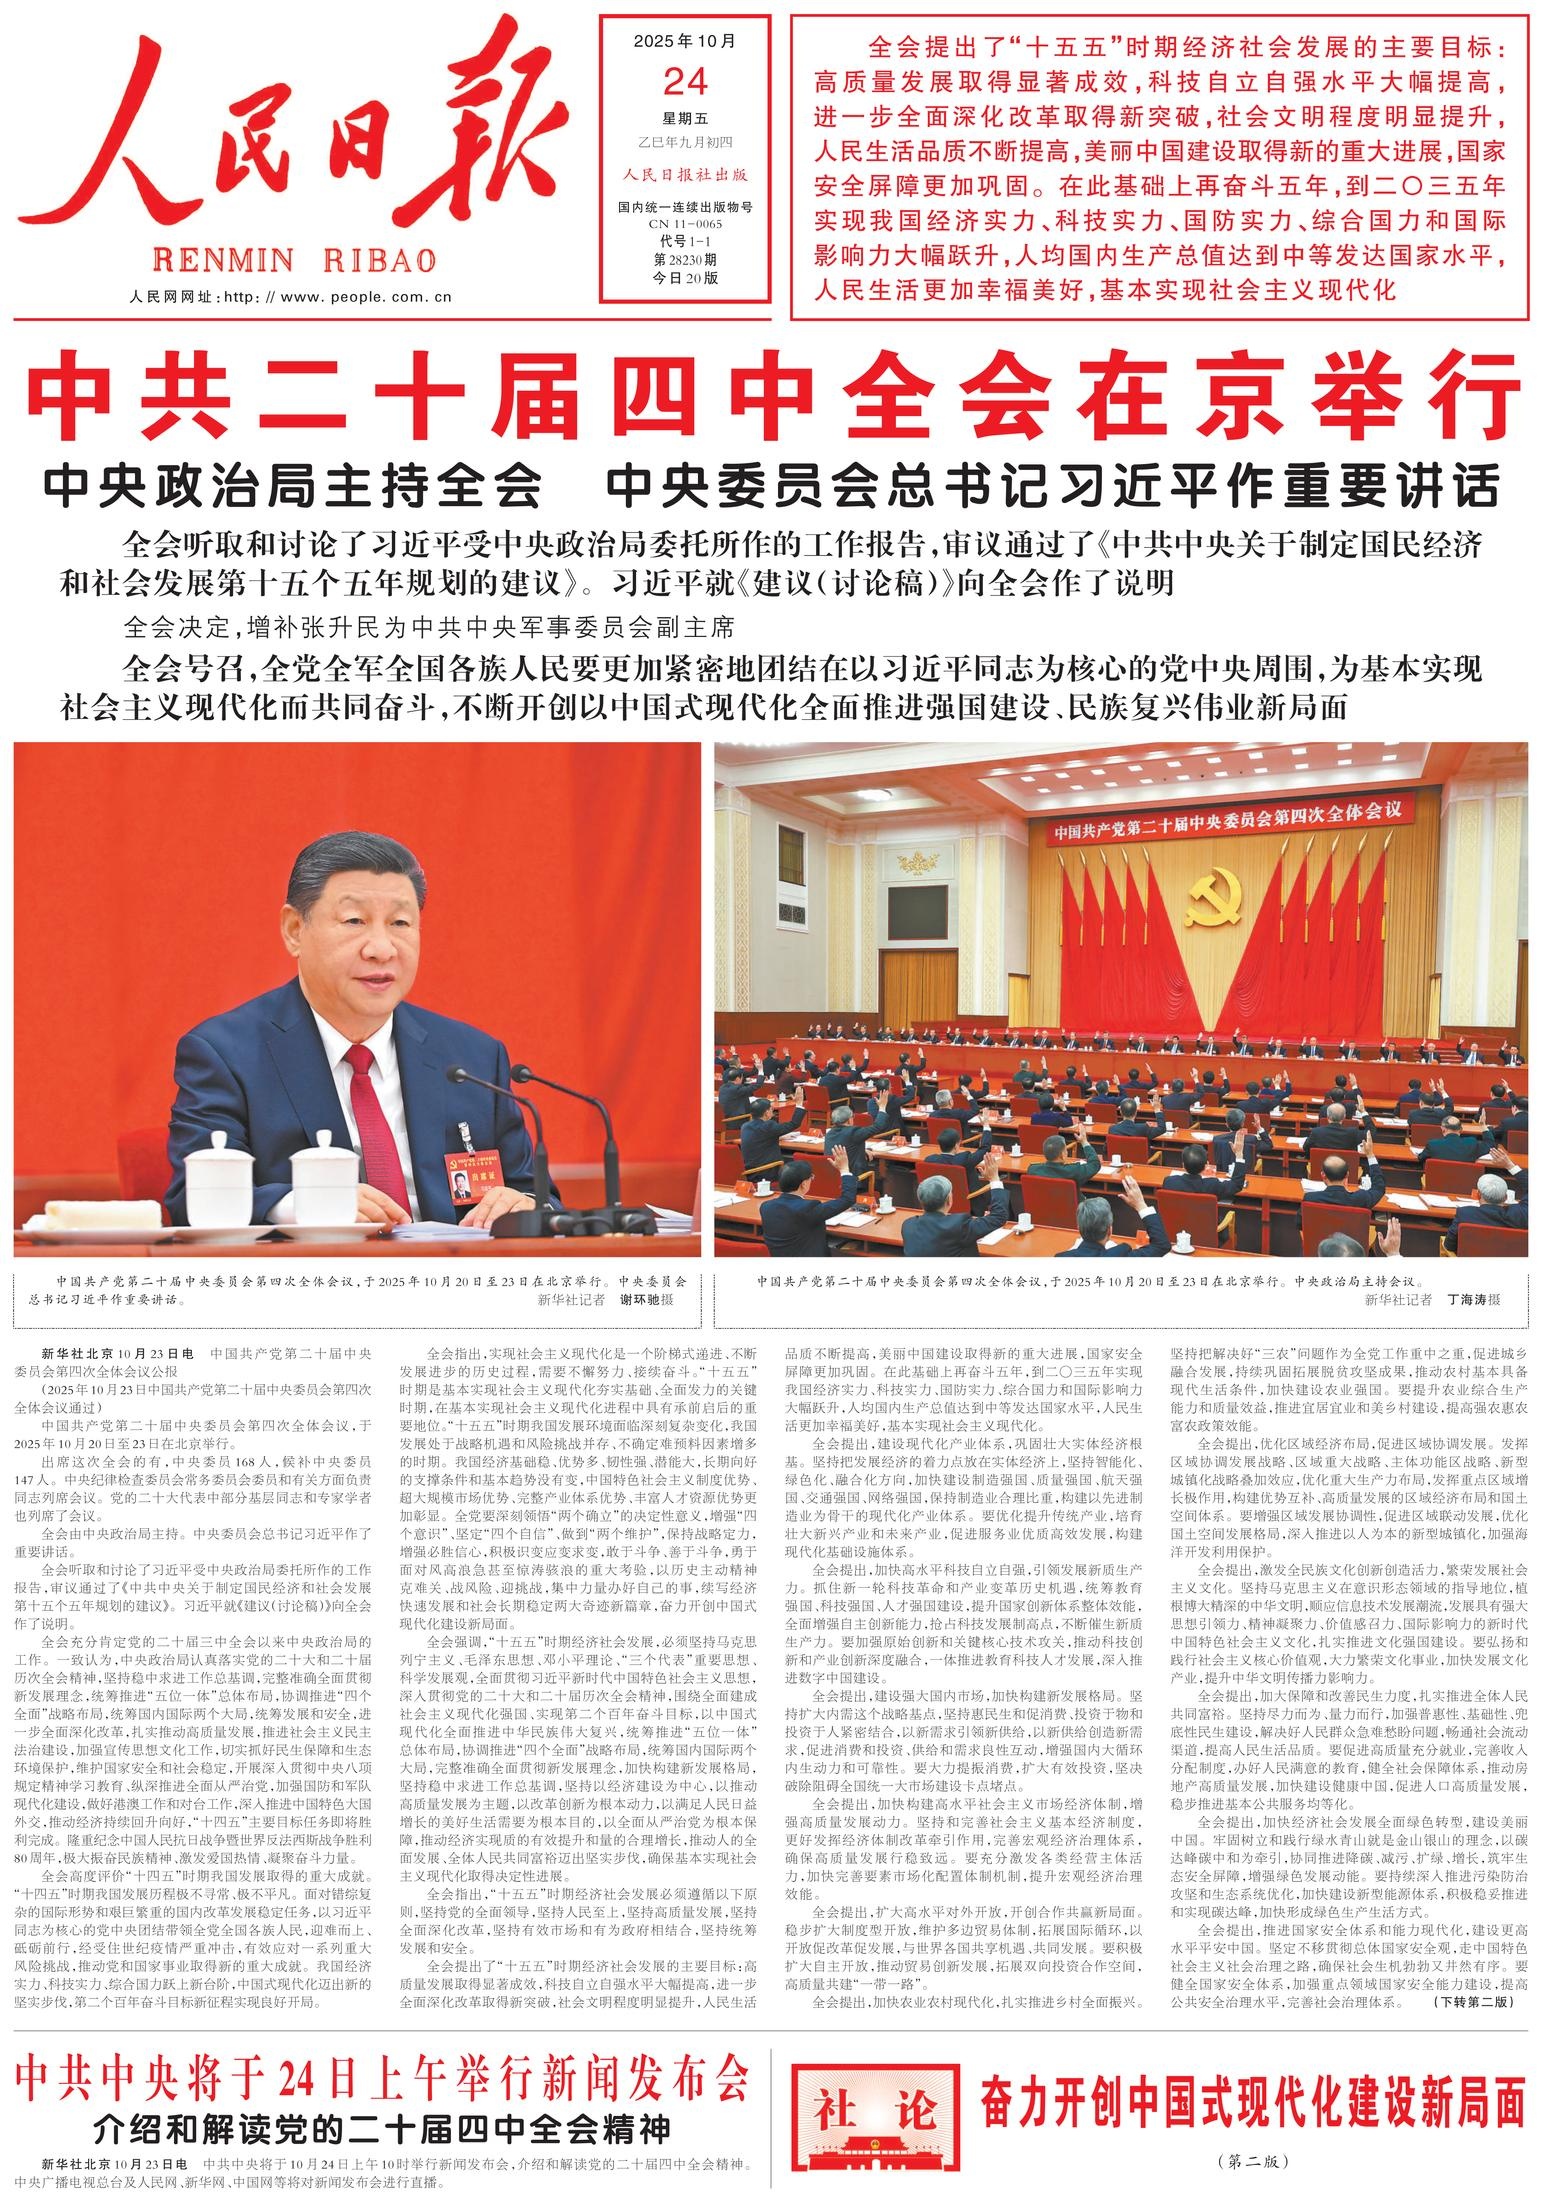 人民日报
RENMIN RIBAO
人民网网址:http://www.people.com.cn
2025年10月
24
星期五
乙巳年九月初四
人民日报社出版
国内统一连续出版物号
CN 11-0065
代号1-1
第28230期
今日20版
全会提出了“十五五”时期经济社会发展的主要目标:
高质量发展取得显著成效,科技自立自强水平大幅提高,
进一步全面深化改革取得新突破,社会文明程度明显提升,
人民生活品质不断提高,美丽中国建设取得新的重大进展,国家
安全屏障更加巩固。在此基础上再奋斗五年,到二〇三五年
实现我国经济实力、科技实力、国防实力、综合国力和国际
影响力大幅跃升,人均国内生产总值达到中等发达国家水平,
人民生活更加幸福美好,基本实现社会主义现代化
中共二十届四中全会在京举行
中央政治局主持全会 中央委员会总书记习近平作重要讲话
全会听取和讨论了习近平受中央政治局委托所作的工作报告,审议通过了《中共中央关于制定国民经济
和社会发展第十五个五年规划的建议》。习近平就《建议(讨论稿)》向全会作了说明
全会决定,增补张升民为中共中央军事委员会副主席
全会号召,全党全军全国各族人民要更加紧密地团结在以习近平同志为核心的党中央周围,为基本实现
社会主义现代化而共同奋斗,不断开创以中国式现代化全面推进强国建设、民族复兴伟业新局面
出席证
中国共产党第二十届中央委员会第四次全体会议
中国共产党第二十届中央委员会第四次全体会议,于2025年10月20日至23日在北京举行。中央委员会
总书记习近平作重要讲话。 新华社记者 谢环驰摄
中国共产党第二十届中央委员会第四次全体会议,于2025年10月20日至23日在北京举行。中央政治局主持会议。
新华社记者 丁海涛摄
新华社北京10月23日电 中国共产党第二十届中央
委员会第四次全体会议公报
(2025年10月23日中国共产党第二十届中央委员会第四次
全体会议通过)
中国共产党第二十届中央委员会第四次全体会议,于
2025年10月20日至23日在北京举行。
出席这次全会的有,中央委员168人,候补中央委员
147人。中央纪律检查委员会常务委员会委员和有关方面负责
同志列席会议。党的二十大代表中部分基层同志和专家学者
也列席了会议。
全会由中央政治局主持。中央委员会总书记习近平作了
重要讲话。
全会听取和讨论了习近平受中央政治局委托所作的工作
报告,审议通过了《中共中央关于制定国民经济和社会发展
第十五个五年规划的建议》。习近平就《建议(讨论稿)》向全会
作了说明。
全会充分肯定党的二十届三中全会以来中央政治局的
工作。一致认为,中央政治局认真落实党的二十大和二十届
历次全会精神,坚持稳中求进工作总基调,完整准确全面贯彻
新发展理念,统筹推进“五位一体”总体布局,协调推进“四个
全面”战略布局,统筹国内国际两个大局,统筹发展和安全,进
一步全面深化改革,扎实推动高质量发展,推进社会主义民主
法治建设,加强宣传思想文化工作,切实抓好民生保障和生态
环境保护,维护国家安全和社会稳定,开展深入贯彻中央八项
规定精神学习教育、纵深推进全面从严治党,加强国防和军队
现代化建设,做好港澳工作和对台工作,深入推进中国特色大国
外交,推动经济持续回升向好,“十四五”主要目标任务即将胜
利完成。隆重纪念中国人民抗日战争暨世界反法西斯战争胜利
80周年,极大振奋民族精神、激发爱国热情、凝聚奋斗力量。
全会高度评价“十四五”时期我国发展取得的重大成就。
“十四五”时期我国发展历程极不寻常、极不平凡。面对错综复
杂的国际形势和艰巨繁重的国内改革发展稳定任务,以习近平
同志为核心的党中央团结带领全党全国各族人民,迎难而上、
砥砺前行,经受住世纪疫情严重冲击,有效应对一系列重大
风险挑战,推动党和国家事业取得新的重大成就。我国经济
实力、科技实力、综合国力跃上新台阶,中国式现代化迈出新的
坚实步伐,第二个百年奋斗目标新征程实现良好开局。
全会指出,实现社会主义现代化是一个阶梯式递进、不断
发展进步的历史过程,需要不懈努力、接续奋斗。“十五五”
时期是基本实现社会主义现代化夯实基础、全面发力的关键
时期,在基本实现社会主义现代化进程中具有承前启后的重
要地位。“十五五”时期我国发展环境面临深刻复杂变化,我国
发展处于战略机遇和风险挑战并存、不确定难预料因素增多
的时期。我国经济基础稳、优势多、韧性强、潜能大,长期向好
的支撑条件和基本趋势没有变,中国特色社会主义制度优势、
超大规模市场优势、完整产业体系优势、丰富人才资源优势更
加彰显。全党要深刻领悟“两个确立”的决定性意义,增强“四
个意识”、坚定“四个自信”、做到“两个维护”,保持战略定力,
增强必胜信心,积极识变应变求变,敢于斗争、善于斗争,勇于
面对风高浪急甚至惊涛骇浪的重大考验,以历史主动精神
克难关、战风险、迎挑战,集中力量办好自己的事,续写经济
快速发展和社会长期稳定两大奇迹新篇章,奋力开创中国式
现代化建设新局面。
全会强调,“十五五”时期经济社会发展,必须坚持马克思
列宁主义、毛泽东思想、邓小平理论、“三个代表”重要思想、
科学发展观,全面贯彻习近平新时代中国特色社会主义思想,
深入贯彻党的二十大和二十届历次全会精神,围绕全面建成
社会主义现代化强国、实现第二个百年奋斗目标,以中国式
现代化全面推进中华民族伟大复兴,统筹推进“五位一体”
总体布局,协调推进“四个全面”战略布局,统筹国内国际两个
大局,完整准确全面贯彻新发展理念,加快构建新发展格局,
坚持稳中求进工作总基调,坚持以经济建设为中心,以推动
高质量发展为主题,以改革创新为根本动力,以满足人民日益
增长的美好生活需要为根本目的,以全面从严治党为根本保
障,推动经济实现质的有效提升和量的合理增长,推动人的全
面发展、全体人民共同富裕迈出坚实步伐,确保基本实现社会
主义现代化取得决定性进展。
全会指出,“十五五”时期经济社会发展必须遵循以下原
则,坚持党的全面领导,坚持人民至上,坚持高质量发展,坚持
全面深化改革,坚持有效市场和有为政府相结合,坚持统筹
发展和安全。
全会提出了“十五五”时期经济社会发展的主要目标:高
质量发展取得显著成效,科技自立自强水平大幅提高,进一步
全面深化改革取得新突破,社会文明程度明显提升,人民生活
品质不断提高,美丽中国建设取得新的重大进展,国家安全
屏障更加巩固。在此基础上再奋斗五年,到二〇三五年实现
我国经济实力、科技实力、国防实力、综合国力和国际影响力
大幅跃升,人均国内生产总值达到中等发达国家水平,人民生
活更加幸福美好,基本实现社会主义现代化。
全会提出,建设现代化产业体系,巩固壮大实体经济根
基。坚持把发展经济的着力点放在实体经济上,坚持智能化、
绿色化、融合化方向,加快建设制造强国、质量强国、航天强
国、交通强国、网络强国,保持制造业合理比重,构建以先进制
造业为骨干的现代化产业体系。要优化提升传统产业,培育
壮大新兴产业和未来产业,促进服务业优质高效发展,构建
现代化基础设施体系。
全会提出,加快高水平科技自立自强,引领发展新质生产
力。抓住新一轮科技革命和产业变革历史机遇,统筹教育
强国、科技强国、人才强国建设,提升国家创新体系整体效能,
全面增强自主创新能力,抢占科技发展制高点,不断催生新质
生产力。要加强原始创新和关键核心技术攻关,推动科技创
新和产业创新深度融合,一体推进教育科技人才发展,深入推
进数字中国建设。
全会提出,建设强大国内市场,加快构建新发展格局。坚
持扩大内需这个战略基点,坚持惠民生和促消费、投资于物和
投资于人紧密结合,以新需求引领新供给,以新供给创造新需
求,促进消费和投资、供给和需求良性互动,增强国内大循环
内生动力和可靠性。要大力提振消费,扩大有效投资,坚决
破除阻碍全国统一大市场建设卡点堵点。
全会提出,加快构建高水平社会主义市场经济体制,增
强高质量发展动力。坚持和完善社会主义基本经济制度,
更好发挥经济体制改革牵引作用,完善宏观经济治理体系,
确保高质量发展行稳致远。要充分激发各类经营主体活
力,加快完善要素市场化配置体制机制,提升宏观经济治理
效能。
全会提出,扩大高水平对外开放,开创合作共赢新局面。
稳步扩大制度型开放,维护多边贸易体制,拓展国际循环,以
开放促改革促发展,与世界各国共享机遇、共同发展。要积极
扩大自主开放,推动贸易创新发展,拓展双向投资合作空间,
高质量共建“一带一路”。
全会提出,加快农业农村现代化,扎实推进乡村全面振兴。
坚持把解决好“三农”问题作为全党工作重中之重,促进城乡
融合发展,持续巩固拓展脱贫攻坚成果,推动农村基本具备
现代生活条件,加快建设农业强国。要提升农业综合生产
能力和质量效益,推进宜居宜业和美乡村建设,提高强农惠农
富农政策效能。
全会提出,优化区域经济布局,促进区域协调发展。发挥
区域协调发展战略、区域重大战略、主体功能区战略、新型
城镇化战略叠加效应,优化重大生产力布局,发挥重点区域增
长极作用,构建优势互补、高质量发展的区域经济布局和国土
空间体系。要增强区域发展协调性,促进区域联动发展,优化
国土空间发展格局,深入推进以人为本的新型城镇化,加强海
洋开发利用保护。
全会提出,激发全民族文化创新创造活力,繁荣发展社会
主义文化。坚持马克思主义在意识形态领域的指导地位,植
根博大精深的中华文明,顺应信息技术发展潮流,发展具有强大
思想引领力、精神凝聚力、价值感召力、国际影响力的新时代
中国特色社会主义文化,扎实推进文化强国建设。要弘扬和
践行社会主义核心价值观,大力繁荣文化事业,加快发展文化
产业,提升中华文明传播力影响力。
全会提出,加大保障和改善民生力度,扎实推进全体人民
共同富裕。坚持尽力而为、量力而行,加强普惠性、基础性、兜
底性民生建设,解决好人民群众急难愁盼问题,畅通社会流动
渠道,提高人民生活品质。要促进高质量充分就业,完善收入
分配制度,办好人民满意的教育,健全社会保障体系,推动房
地产高质量发展,加快建设健康中国,促进人口高质量发展,
稳步推进基本公共服务均等化。
全会提出,加快经济社会发展全面绿色转型,建设美丽
中国。牢固树立和践行绿水青山就是金山银山的理念,以碳
达峰碳中和为牵引,协同推进降碳、减污、扩绿、增长,筑牢生
态安全屏障,增强绿色发展动能。要持续深入推进污染防治
攻坚和生态系统优化,加快建设新型能源体系,积极稳妥推进
和实现碳达峰,加快形成绿色生产生活方式。
全会提出,推进国家安全体系和能力现代化,建设更高
水平平安中国。坚定不移贯彻总体国家安全观,走中国特色
社会主义社会治理之路,确保社会生机勃勃又井然有序。要
健全国家安全体系,加强重点领域国家安全能力建设,提高
公共安全治理水平,完善社会治理体系。 (下转第二版)
中共中央将于24日上午举行新闻发布会
介绍和解读党的二十届四中全会精神
新华社北京10月23日电 中共中央将于10月24日上午10时举行新闻发布会,介绍和解读党的二十届四中全会精神。
中央广播电视总台及人民网、新华网、中国网等将对新闻发布会进行直播。
社论
奋力开创中国式现代化建设新局面
(第二版)